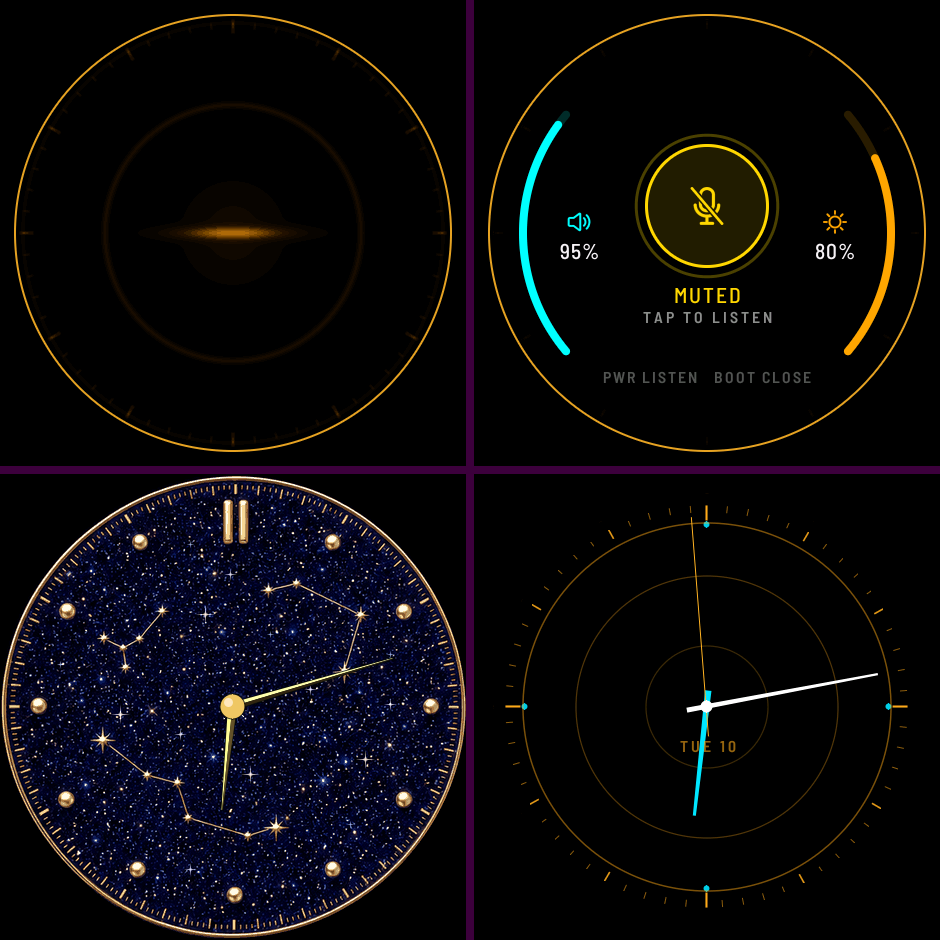 95%
80%
MUTED
TAP TO LISTEN
PWR LISTEN BOOT CLOSE
TUE 10